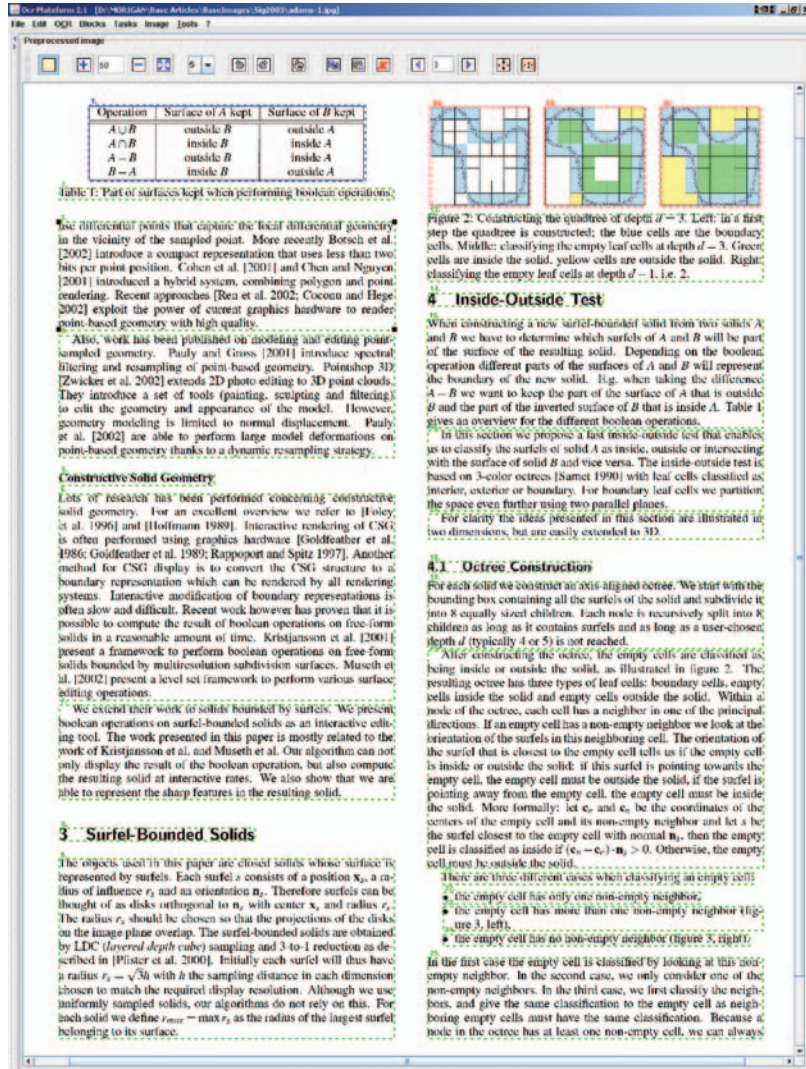 Ocr Plateforme 2.1 - [D:\MORIGAN\Base Articles\BaseImages\Sig2003\adams-1.jpg]
File Edit OCR Blocks Tasks Image Tools ?
Preprocessed image
50
5
3
Operation Surface of A kept Surface of B kept
A∪B outside B outside A
A∩B inside B inside A
A−B outside B inside A
B−A inside B outside A
Table 1: Part of surfaces kept when performing boolean operations.
use differential points that capture the local differential geometry
in the vicinity of the sampled point. More recently Botsch et al.
[2002] introduce a compact representation that uses less than two
bits per point position. Cohen et al. [2001] and Chen and Nguyen
[2001] introduced a hybrid system, combining polygon and point
rendering. Recent approaches [Ren et al. 2002; Coconu and Hege
2002] exploit the power of current graphics hardware to render
point-based geometry with high quality.
Also, work has been published on modeling and editing point-
sampled geometry. Pauly and Gross [2001] introduce spectral
filtering and resampling of point-based geometry. Pointshop 3D
[Zwicker et al. 2002] extends 2D photo editing to 3D point clouds.
They introduce a set of tools (painting, sculpting and filtering)
to edit the geometry and appearance of the model. However,
geometry modeling is limited to normal displacement. Pauly
et al. [2002] are able to perform large model deformations on
point-based geometry thanks to a dynamic resampling strategy.
Constructive Solid Geometry
Lots of research has been performed concerning constructive
solid geometry. For an excellent overview we refer to [Foley
et al. 1996] and [Hoffmann 1989]. Interactive rendering of CSG
is often performed using graphics hardware [Goldfeather et al.
1986; Goldfeather et al. 1989; Rappoport and Spitz 1997]. Another
method for CSG display is to convert the CSG structure to a
boundary representation which can be rendered by all rendering
systems. Interactive modification of boundary representations is
often slow and difficult. Recent work however has proven that it is
possible to compute the result of boolean operations on free-form
solids in a reasonable amount of time. Kristjansson et al. [2001]
present a framework to perform boolean operations on free-form
solids bounded by multiresolution subdivision surfaces. Museth et
al. [2002] present a level set framework to perform various surface
editing operations.
We extend their work to solids bounded by surfels. We present
boolean operations on surfel-bounded solids as an interactive edit-
ing tool. The work presented in this paper is mostly related to the
work of Kristjansson et al. and Museth et al. Our algorithm can not
only display the result of the boolean operation, but also compute
the resulting solid at interactive rates. We also show that we are
able to represent the sharp features in the resulting solid.
3 Surfel-Bounded Solids
The objects used in this paper are closed solids whose surface is
represented by surfels. Each surfel s consists of a position xₛ, a ra-
dius of influence rₛ and an orientation nₛ. Therefore surfels can be
thought of as disks orthogonal to nₛ with center xₛ and radius rₛ.
The radius rₛ should be chosen so that the projections of the disks
on the image plane overlap. The surfel-bounded solids are obtained
by LDC (layered depth cube) sampling and 3-to-1 reduction as de-
scribed in [Pfister et al. 2000]. Initially each surfel will thus have
a radius rₛ = √3h with h the sampling distance in each dimension
chosen to match the required display resolution. Although we use
uniformly sampled solids, our algorithms do not rely on this. For
each solid we define rₘₐₓ = max rₛ as the radius of the largest surfel
belonging to its surface.
Figure 2: Constructing the quadtree of depth d = 3. Left: in a first
step the quadtree is constructed; the blue cells are the boundary
cells. Middle: classifying the empty leaf cells at depth d = 3. Green
cells are inside the solid, yellow cells are outside the solid. Right:
classifying the empty leaf cells at depth d − 1, i.e. 2.
4 Inside-Outside Test
When constructing a new surfel-bounded solid from two solids A
and B we have to determine which surfels of A and B will be part
of the surface of the resulting solid. Depending on the boolean
operation different parts of the surfaces of A and B will represent
the boundary of the new solid. E.g. when taking the difference
A − B we want to keep the part of the surface of A that is outside
B and the part of the inverted surface of B that is inside A. Table 1
gives an overview for the different boolean operations.
In this section we propose a fast inside-outside test that enables
us to classify the surfels of solid A as inside, outside or intersecting
with the surface of solid B and vice versa. The inside-outside test is
based on 3-color octrees [Samet 1990] with leaf cells classified as
interior, exterior or boundary. For boundary leaf cells we partition
the space even further using two parallel planes.
For clarity the ideas presented in this section are illustrated in
two dimensions, but are easily extended to 3D.
4.1 Octree Construction
For each solid we construct an axis-aligned octree. We start with the
bounding box containing all the surfels of the solid and subdivide it
into 8 equally sized children. Each node is recursively split into 8
children as long as it contains surfels and as long as a user-chosen
depth d (typically 4 or 5) is not reached.
After constructing the octree, the empty cells are classified as
being inside or outside the solid, as illustrated in figure 2. The
resulting octree has three types of leaf cells: boundary cells, empty
cells inside the solid and empty cells outside the solid. Within a
node of the octree, each cell has a neighbor in one of the principal
directions. If an empty cell has a non-empty neighbor we look at the
orientation of the surfels in this neighboring cell. The orientation of
the surfel that is closest to the empty cell tells us if the empty cell
is inside or outside the solid: if this surfel is pointing towards the
empty cell, the empty cell must be outside the solid, if the surfel is
pointing away from the empty cell, the empty cell must be inside
the solid. More formally: let cₑ and cₙ be the coordinates of the
centers of the empty cell and its non-empty neighbor and let s be
the surfel closest to the empty cell with normal nₛ, then the empty
cell is classified as inside if (cₙ − cₑ) · nₛ > 0. Otherwise, the empty
cell must be outside the solid.
There are three different cases when classifying an empty cell:
• the empty cell has only one non-empty neighbor,
• the empty cell has more than one non-empty neighbor (fig-
ure 3, left),
• the empty cell has no non-empty neighbor (figure 3, right).
In the first case the empty cell is classified by looking at this non-
empty neighbor. In the second case, we only consider one of the
non-empty neighbors. In the third case, we first classify the neigh-
bors, and give the same classification to the empty cell as neigh-
boring empty cells must have the same classification. Because a
node in the octree has at least one non-empty cell, we can always